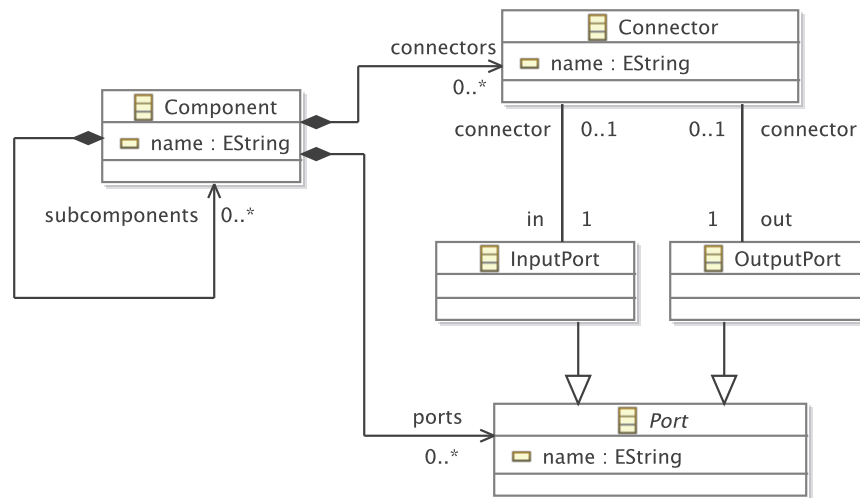 Connector
connectors
name : EString
0..*
Component
connector
0..1
0..1
connector
name : EString
subcomponents
0..*
in
1
1
out
InputPort
OutputPort
ports
Port
0..*
name : EString